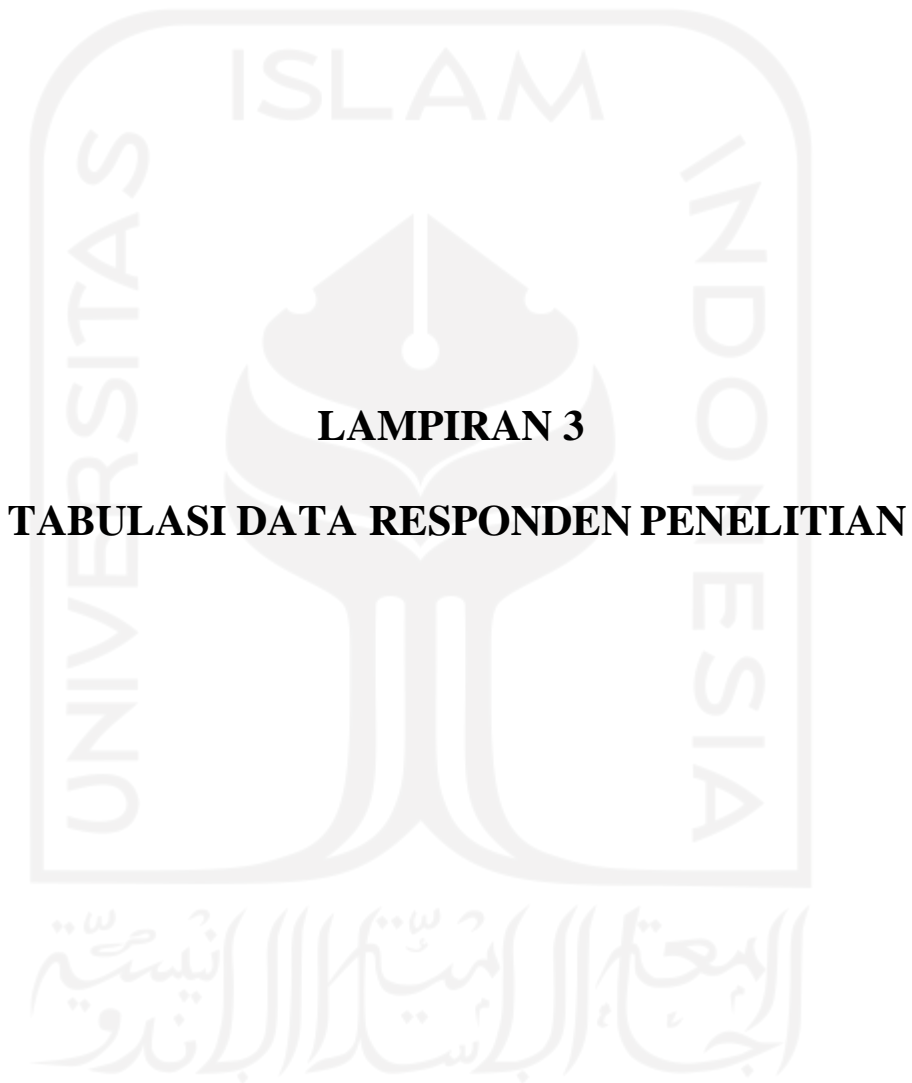 ISLAM
UNIVERSITAS
INDONESIA
LAMPIRAN 3
TABULASI DATA RESPONDEN PENELITIAN